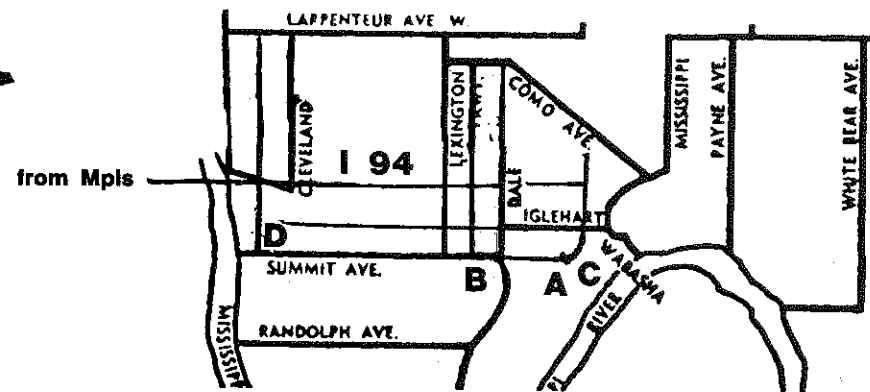 LARPENTEUR AVE W.
CLEVELAND
LEXINGTON
PKWY.
COMO AVE.
MISSISSIPPI
PAYNE AVE.
WHITE BEAR AVE.
from Mpls
I 94
DALE
IGLEHART
D
SUMMIT AVE.
B
A
C
WABASHA
RIVER
MISSISSIPPI
RANDOLPH AVE.
PI